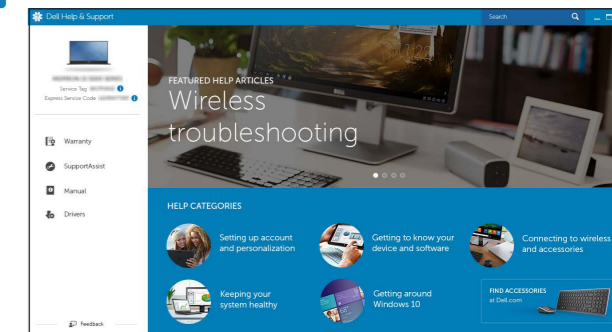 Dell Help & Support
Search
Service Tag
Express Service Code
Warranty
SupportAssist
Manual
Drivers
Feedback
FEATURED HELP ARTICLES
Wireless
troubleshooting
HELP CATEGORIES
Setting up account
and personalization
Getting to know your
device and software
Connecting to wireless
and accessories
Keeping your
system healthy
Getting around
Windows 10
FIND ACCESSORIES
at Dell.com